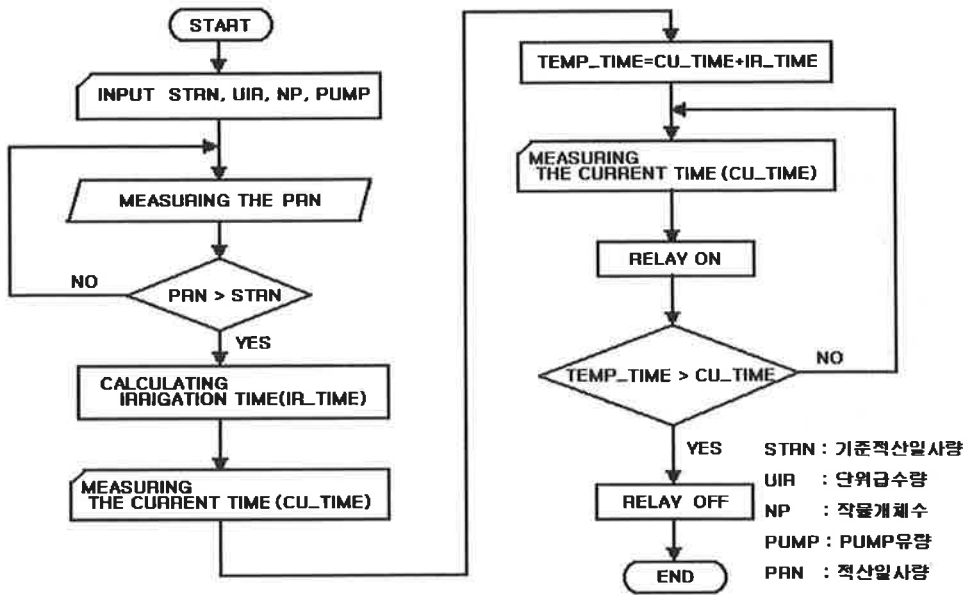 START
INPUT STRN, UIR, NP, PUMP
MEASURING THE PRN
PRN > STRN
NO
YES
CALCULATING
IRRIGATION TIME(IR_TIME)
MEASURING
THE CURRENT TIME (CU_TIME)
TEMP_TIME=CU_TIME+IR_TIME
MEASURING
THE CURRENT TIME (CU_TIME)
RELAY ON
TEMP_TIME > CU_TIME
NO
YES
RELAY OFF
END
STRN : 기준적산일사량
UIR : 단위급수량
NP : 작물개체수
PUMP : PUMP유량
PRN : 적산일사량